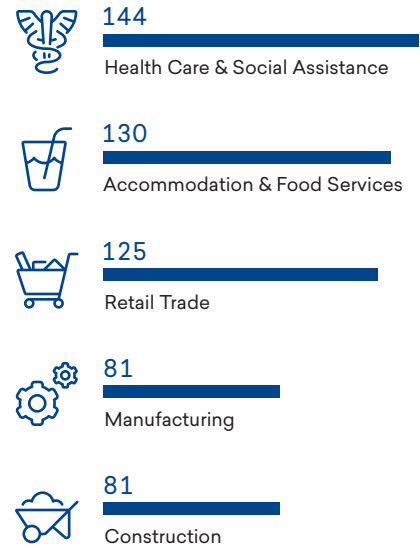 144
Health Care & Social Assistance
130
Accommodation & Food Services
125
Retail Trade
81
Manufacturing
81
Construction